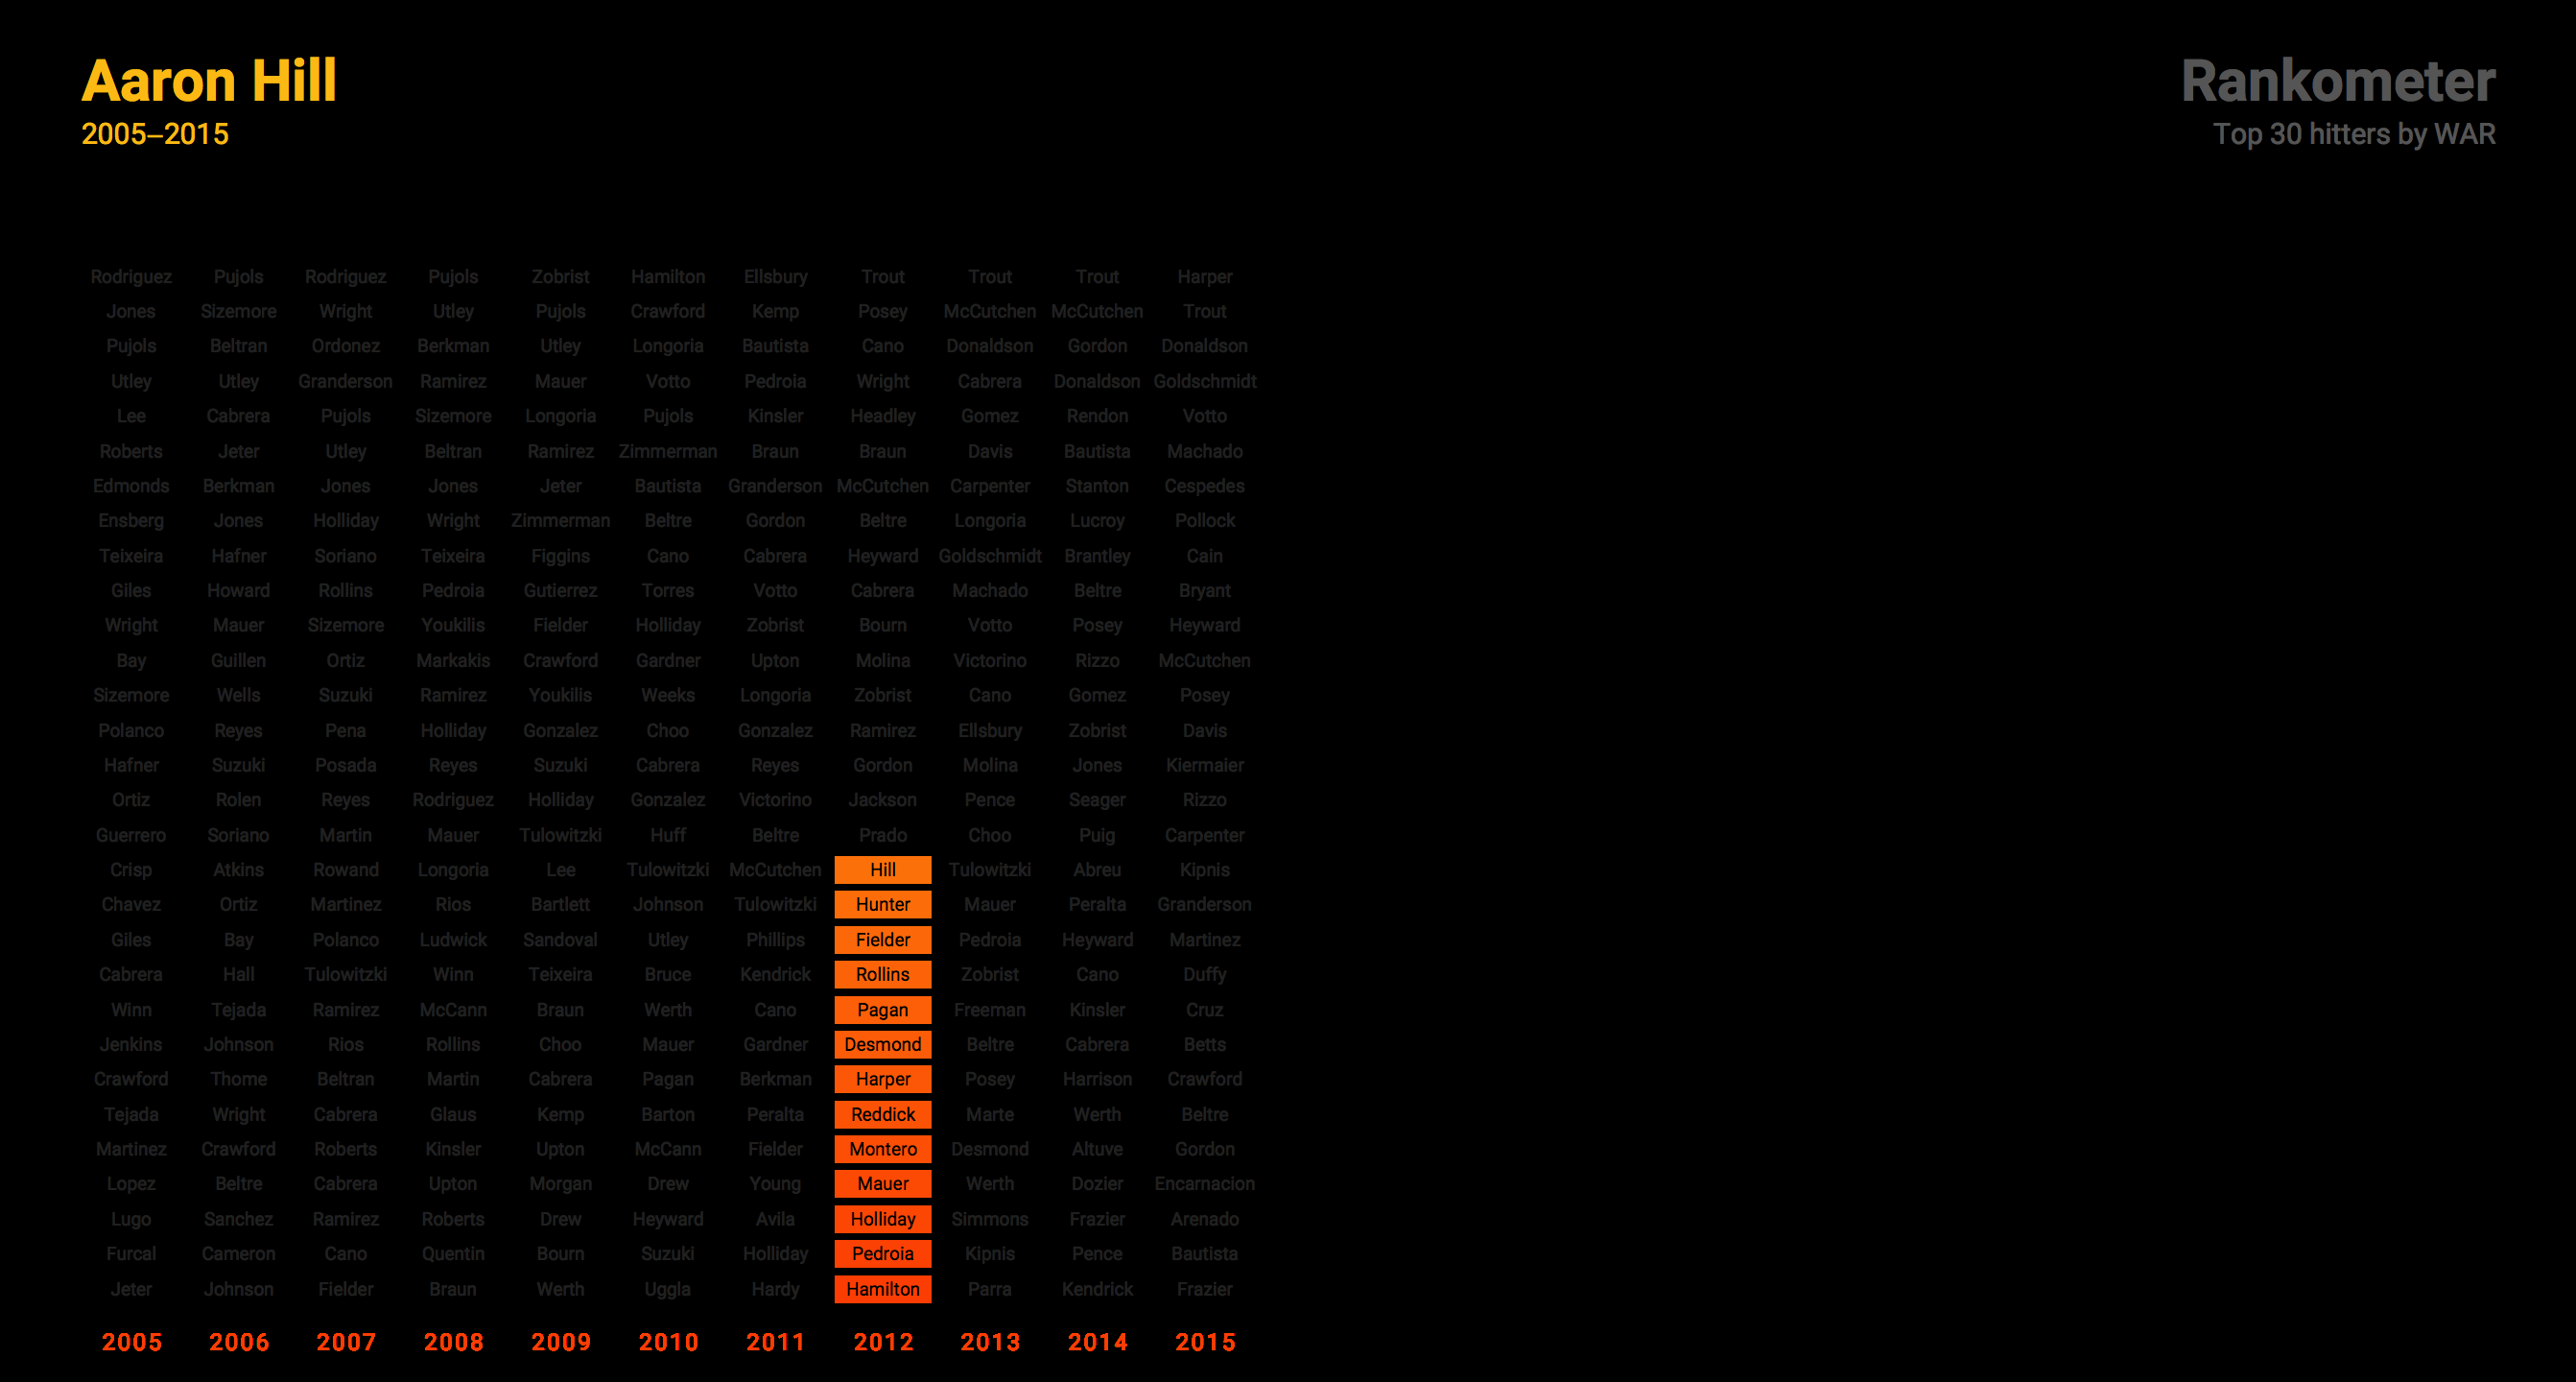 Aaron Hill
2005–2015
Rankometer
Top 30 hitters by WAR
Rodriguez Pujols Rodriguez Pujols Zobrist Hamilton Ellsbury Trout Trout Trout Harper
Jones Sizemore Wright Utley Pujols Crawford Kemp Posey McCutchen McCutchen Trout
Pujols Beltran Ordonez Berkman Utley Longoria Bautista Cano Donaldson Gordon Donaldson
Utley Utley Granderson Ramirez Mauer Votto Pedroia Wright Cabrera Donaldson Goldschmidt
Lee Cabrera Pujols Sizemore Longoria Pujols Kinsler Headley Gomez Rendon Votto
Roberts Jeter Utley Beltran Ramirez Zimmerman Braun Braun Davis Bautista Machado
Edmonds Berkman Jones Jones Jeter Bautista Granderson McCutchen Carpenter Stanton Cespedes
Ensberg Jones Holliday Wright Zimmerman Beltre Gordon Beltre Longoria Lucroy Pollock
Teixeira Hafner Soriano Teixeira Figgins Cano Cabrera Heyward Goldschmidt Brantley Cain
Giles Howard Rollins Pedroia Gutierrez Torres Votto Cabrera Machado Beltre Bryant
Wright Mauer Sizemore Youkilis Fielder Holliday Zobrist Bourn Votto Posey Heyward
Bay Guillen Ortiz Markakis Crawford Gardner Upton Molina Victorino Rizzo McCutchen
Sizemore Wells Suzuki Ramirez Youkilis Weeks Longoria Zobrist Cano Gomez Posey
Polanco Reyes Pena Holliday Gonzalez Choo Gonzalez Ramirez Ellsbury Zobrist Davis
Hafner Suzuki Posada Reyes Suzuki Cabrera Reyes Gordon Molina Jones Kiermaier
Ortiz Rolen Reyes Rodriguez Holliday Gonzalez Victorino Jackson Pence Seager Rizzo
Guerrero Soriano Martin Mauer Tulowitzki Huff Beltre Prado Choo Puig Carpenter
Crisp Atkins Rowand Longoria Lee Tulowitzki McCutchen Hill Tulowitzki Abreu Kipnis
Chavez Ortiz Martinez Rios Bartlett Johnson Tulowitzki Hunter Mauer Peralta Granderson
Giles Bay Polanco Ludwick Sandoval Utley Phillips Fielder Pedroia Heyward Martinez
Cabrera Hall Tulowitzki Winn Teixeira Bruce Kendrick Rollins Zobrist Cano Duffy
Winn Tejada Ramirez McCann Braun Werth Cano Pagan Freeman Kinsler Cruz
Jenkins Johnson Rios Rollins Choo Mauer Gardner Desmond Beltre Cabrera Betts
Crawford Thome Beltran Martin Cabrera Pagan Berkman Harper Posey Harrison Crawford
Tejada Wright Cabrera Glaus Kemp Barton Peralta Reddick Marte Werth Beltre
Martinez Crawford Roberts Kinsler Upton McCann Fielder Montero Desmond Altuve Gordon
Lopez Beltre Cabrera Upton Morgan Drew Young Mauer Werth Dozier Encarnacion
Lugo Sanchez Ramirez Roberts Drew Heyward Avila Holliday Simmons Frazier Arenado
Furcal Cameron Cano Quentin Bourn Suzuki Holliday Pedroia Kipnis Pence Bautista
Jeter Johnson Fielder Braun Werth Uggla Hardy Hamilton Parra Kendrick Frazier
2005 2006 2007 2008 2009 2010 2011 2012 2013 2014 2015